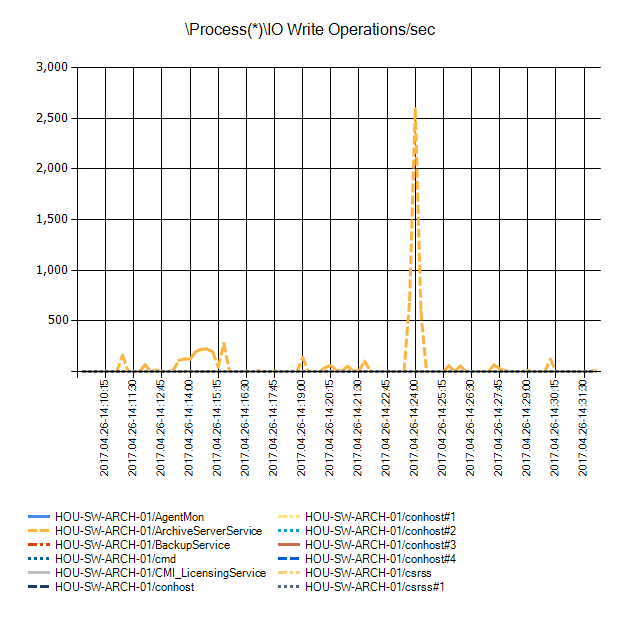 \Process(*)\IO Write Operations/sec
3,000
2,500
2,000
1,500
1,000
500
2017.04.26-14:10:15
2017.04.26-14:11:30
2017.04.26-14:12:45
2017.04.26-14:14:00
2017.04.26-14:15:15
2017.04.26-14:16:30
2017.04.26-14:17:45
2017.04.26-14:19:00
2017.04.26-14:20:15
2017.04.26-14:21:30
2017.04.26-14:22:45
2017.04.26-14:24:00
2017.04.26-14:25:15
2017.04.26-14:26:30
2017.04.26-14:27:45
2017.04.26-14:29:00
2017.04.26-14:30:15
2017.04.26-14:31:30
HOU-SW-ARCH-01/AgentMon
HOU-SW-ARCH-01/ArchiveServerService
HOU-SW-ARCH-01/BackupService
HOU-SW-ARCH-01/cmd
HOU-SW-ARCH-01/CMI_LicensingService
HOU-SW-ARCH-01/conhost
HOU-SW-ARCH-01/conhost#1
HOU-SW-ARCH-01/conhost#2
HOU-SW-ARCH-01/conhost#3
HOU-SW-ARCH-01/conhost#4
HOU-SW-ARCH-01/csrss
HOU-SW-ARCH-01/csrss#1